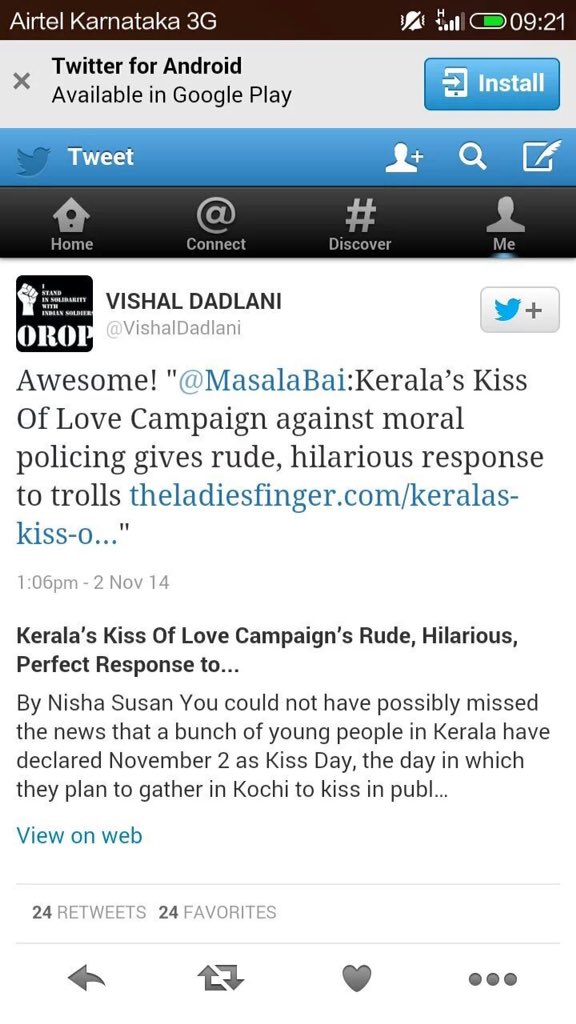 Airtel Karnataka 3G
H
09:21
Twitter for Android
Available in Google Play
Install
Tweet
Home
Connect
Discover
Me
I
STAND
IN SOLIDARITY
WITH
INDIAN SOLDIERS
OROP
VISHAL DADLANI
@VishalDadlani
Awesome! "@MasalaBai:Kerala’s Kiss
Of Love Campaign against moral
policing gives rude, hilarious response
to trolls theladiesfinger.com/keralas-
kiss-o…"
1:06pm - 2 Nov 14
Kerala’s Kiss Of Love Campaign’s Rude, Hilarious,
Perfect Response to...
By Nisha Susan You could not have possibly missed
the news that a bunch of young people in Kerala have
declared November 2 as Kiss Day, the day in which
they plan to gather in Kochi to kiss in publ…
View on web
24 RETWEETS 24 FAVORITES